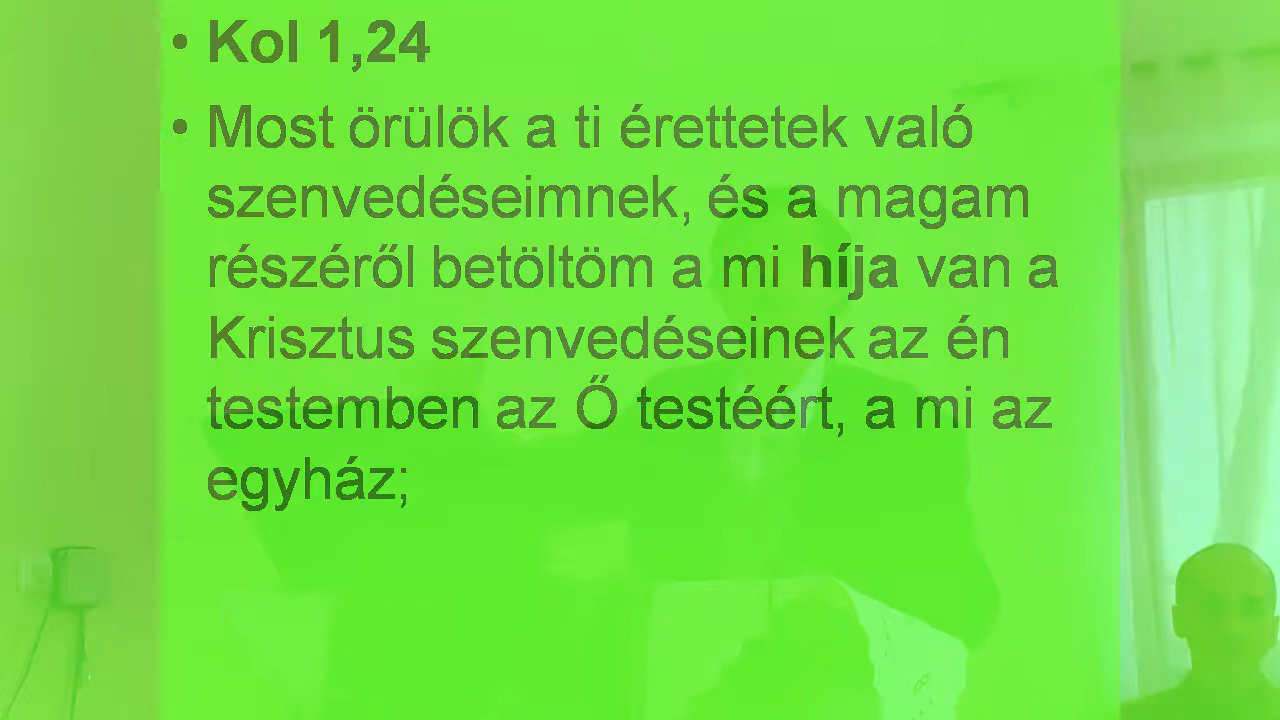 • Kol 1,24
• Most örülök a ti érettetek való
szenvedéseimnek, és a magam
részéről betöltöm a mi híja van a
Krisztus szenvedéseinek az én
testemben az Ő testéért, a mi az
egyház;